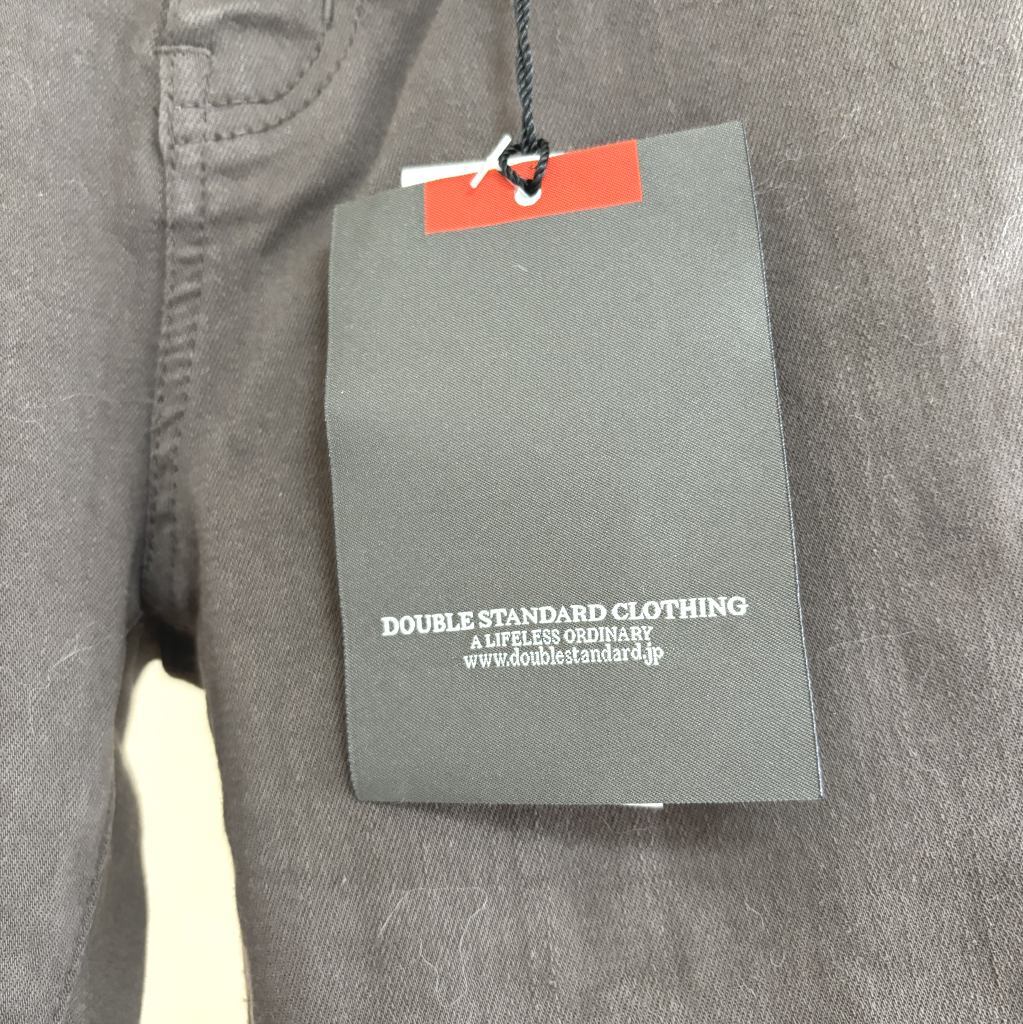 DOUBLE STANDARD CLOTHING
A LIFELESS ORDINARY
www.doublestandard.jp